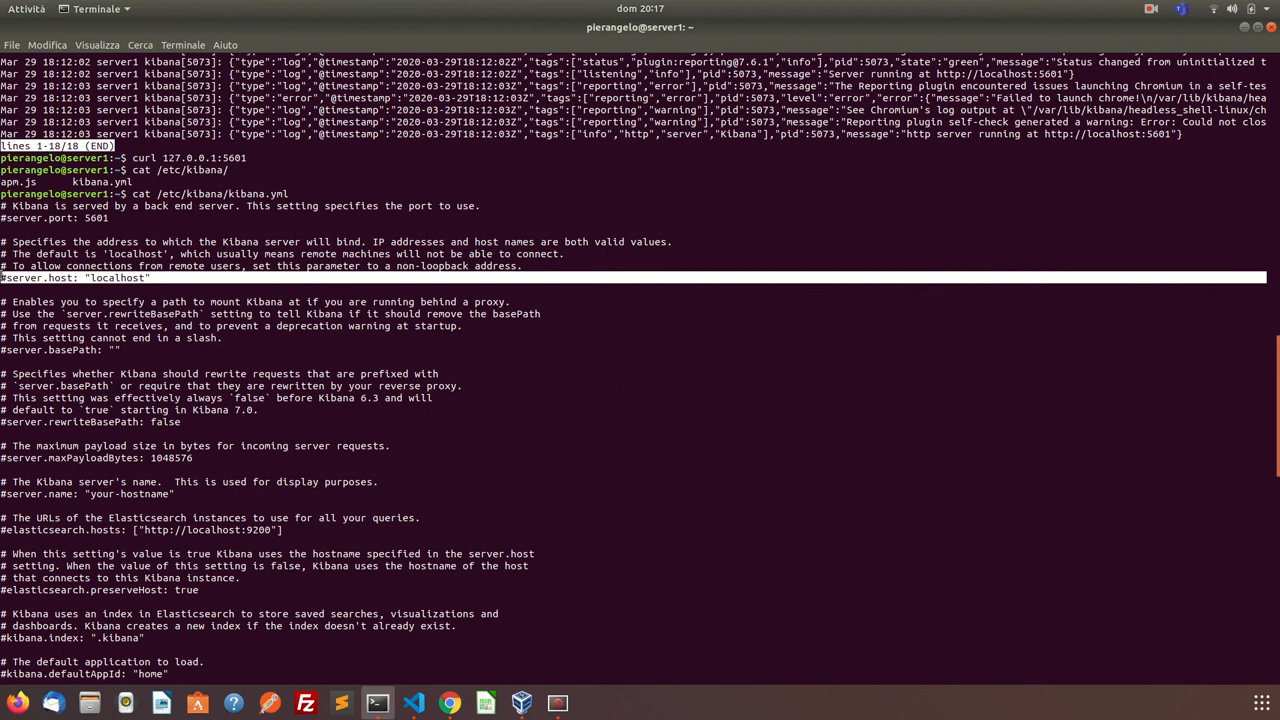 Attività
Terminale
dom 20:17
pierangelo@server1: ~
File Modifica Visualizza Cerca Terminale Aiuto
Mar 29 18:12:02 server1 kibana[5073]: {"type":"log","@timestamp":"2020-03-29T18:12:02Z","tags":["status","plugin:reporting@7.6.1","info"],"pid":5073,"state":"green","message":"Status changed from uninitialized t
Mar 29 18:12:02 server1 kibana[5073]: {"type":"log","@timestamp":"2020-03-29T18:12:02Z","tags":["listening","info"],"pid":5073,"message":"Server running at http://localhost:5601"}
Mar 29 18:12:03 server1 kibana[5073]: {"type":"log","@timestamp":"2020-03-29T18:12:03Z","tags":["reporting","error"],"pid":5073,"message":"The Reporting plugin encountered issues launching Chromium in a self-tes
Mar 29 18:12:03 server1 kibana[5073]: {"type":"error","@timestamp":"2020-03-29T18:12:03Z","tags":["reporting","error"],"pid":5073,"level":"error","error":{"message":"Failed to launch chrome!\n/var/lib/kibana/hea
Mar 29 18:12:03 server1 kibana[5073]: {"type":"log","@timestamp":"2020-03-29T18:12:03Z","tags":["reporting","warning"],"pid":5073,"message":"See Chromium's log output at \"/var/lib/kibana/headless_shell-linux/ch
Mar 29 18:12:03 server1 kibana[5073]: {"type":"log","@timestamp":"2020-03-29T18:12:03Z","tags":["reporting","warning"],"pid":5073,"message":"Reporting plugin self-check generated a warning: Error: Could not clos
Mar 29 18:12:03 server1 kibana[5073]: {"type":"log","@timestamp":"2020-03-29T18:12:03Z","tags":["info","http","server","Kibana"],"pid":5073,"message":"http server running at http://localhost:5601"}
lines 1-18/18 (END)
pierangelo@server1:~$ curl 127.0.0.1:5601
pierangelo@server1:~$ cat /etc/kibana/
apm.js kibana.yml
pierangelo@server1:~$ cat /etc/kibana/kibana.yml
# Kibana is served by a back end server. This setting specifies the port to use.
#server.port: 5601
# Specifies the address to which the Kibana server will bind. IP addresses and host names are both valid values.
# The default is 'localhost', which usually means remote machines will not be able to connect.
# To allow connections from remote users, set this parameter to a non-loopback address.
#server.host: "localhost"
# Enables you to specify a path to mount Kibana at if you are running behind a proxy.
# Use the `server.rewriteBasePath` setting to tell Kibana if it should remove the basePath
# from requests it receives, and to prevent a deprecation warning at startup.
# This setting cannot end in a slash.
#server.basePath: ""
# Specifies whether Kibana should rewrite requests that are prefixed with
# `server.basePath` or require that they are rewritten by your reverse proxy.
# This setting was effectively always `false` before Kibana 6.3 and will
# default to `true` starting in Kibana 7.0.
#server.rewriteBasePath: false
# The maximum payload size in bytes for incoming server requests.
#server.maxPayloadBytes: 1048576
# The Kibana server's name.  This is used for display purposes.
#server.name: "your-hostname"
# The URLs of the Elasticsearch instances to use for all your queries.
#elasticsearch.hosts: ["http://localhost:9200"]
# When this setting's value is true Kibana uses the hostname specified in the server.host
# setting. When the value of this setting is false, Kibana uses the hostname of the host
# that connects to this Kibana instance.
#elasticsearch.preserveHost: true
# Kibana uses an index in Elasticsearch to store saved searches, visualizations and
# dashboards. Kibana creates a new index if the index doesn't already exist.
#kibana.index: ".kibana"
# The default application to load.
#kibana.defaultAppId: "home"